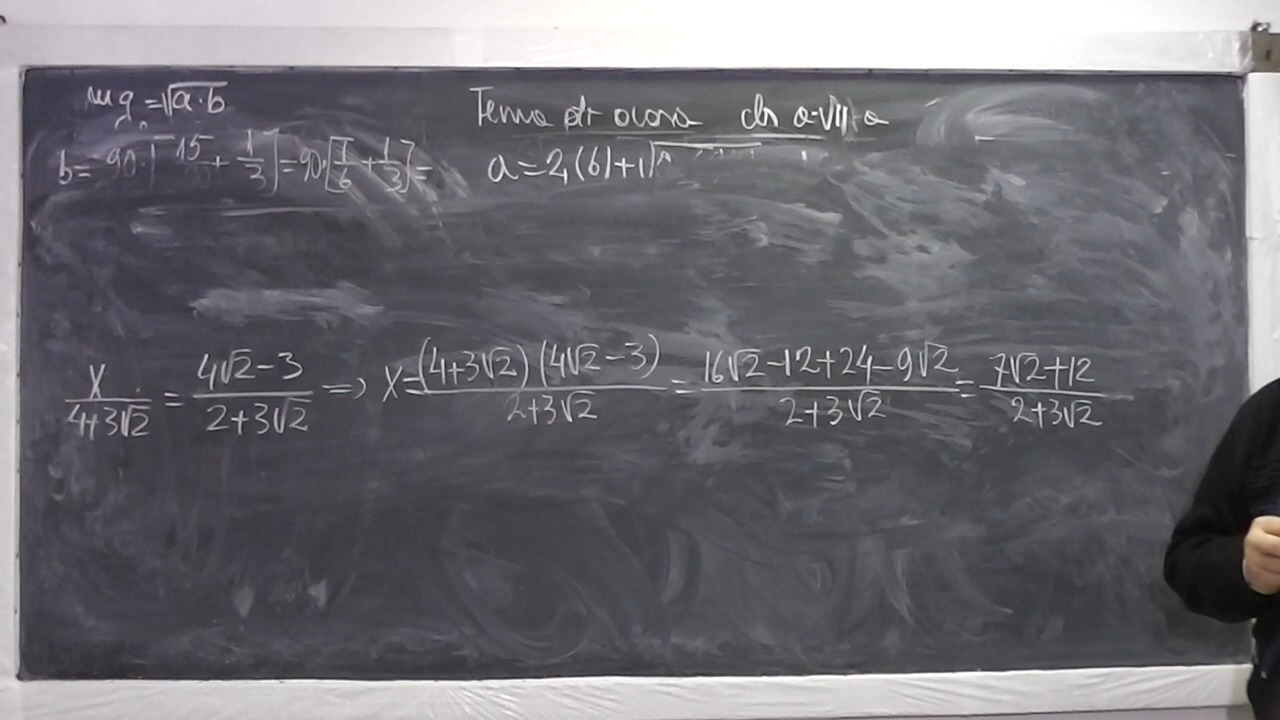 m g = √a·b
Tema de acasa cls a-VII-a
b = 90·[15/90 + 1/3] = 90·[1/6 + 1/3] =
a = 2,(6) + 1
x/(4+3√2) = (4√2-3)/(2+3√2) => x = (4+3√2)(4√2-3)/(2+3√2) = (16√2-12+24-9√2)/(2+3√2) = (7√2+12)/(2+3√2)